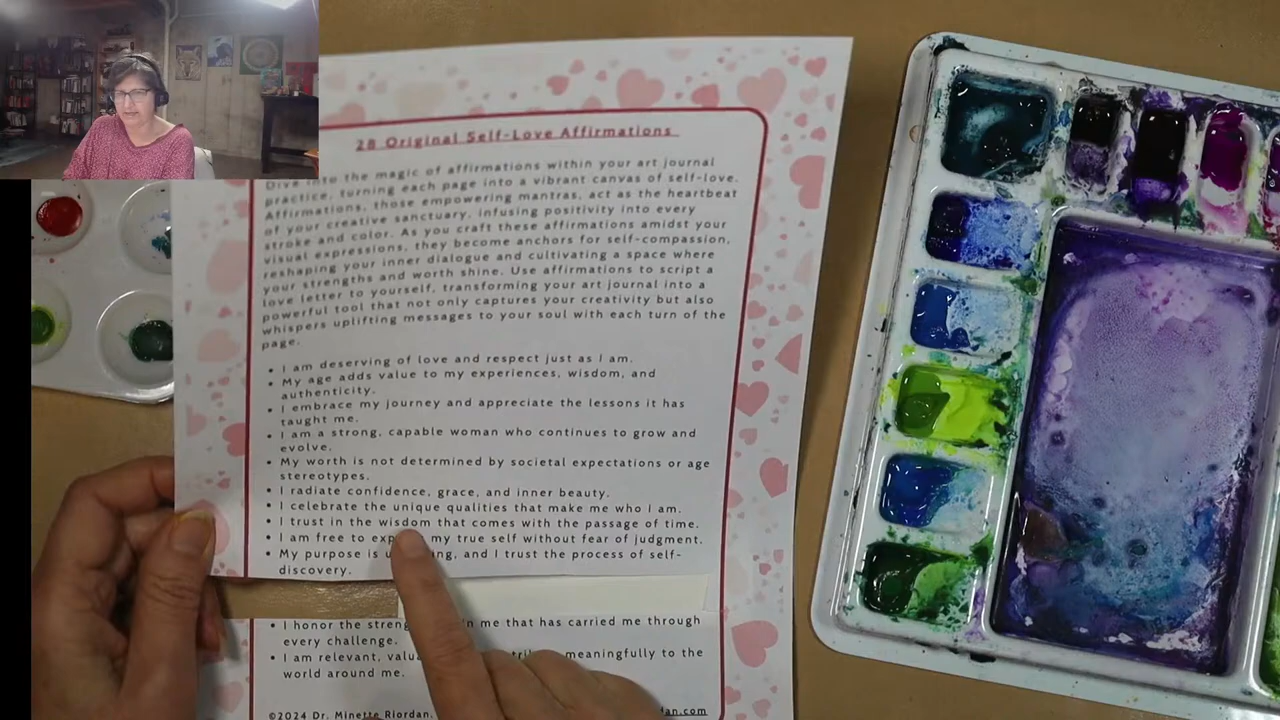 28 Original Self-Love Affirmations
Dive into the magic of affirmations within your art journal
practice, turning each page into a vibrant canvas of self-love.
Affirmations, those empowering mantras, act as the heartbeat
of your creative sanctuary, infusing positivity into every
stroke and color. As you craft these affirmations amidst your
visual expressions, they become anchors for self-compassion,
reshaping your inner dialogue and cultivating a space where
your strengths and worth shine. Use affirmations to script a
love letter to yourself, transforming your art journal into a
powerful tool that not only captures your creativity but also
whispers uplifting messages to your soul with each turn of the
page.
• I am deserving of love and respect just as I am.
• My age adds value to my experiences, wisdom, and
authenticity.
• I embrace my journey and appreciate the lessons it has
taught me.
• I am a strong, capable woman who continues to grow and
evolve.
• My worth is not determined by societal expectations or age
stereotypes.
• I radiate confidence, grace, and inner beauty.
• I celebrate the unique qualities that make me who I am.
• I trust in the wisdom that comes with the passage of time.
• I am free to my true self without fear of judgment.
• My purpose is and I trust the process of self-
discovery.
• I honor the me that has carried me through
every challenge.
• I am relevant, meaningfully to the
world around me.
©2024 Dr. Minette Riordan.